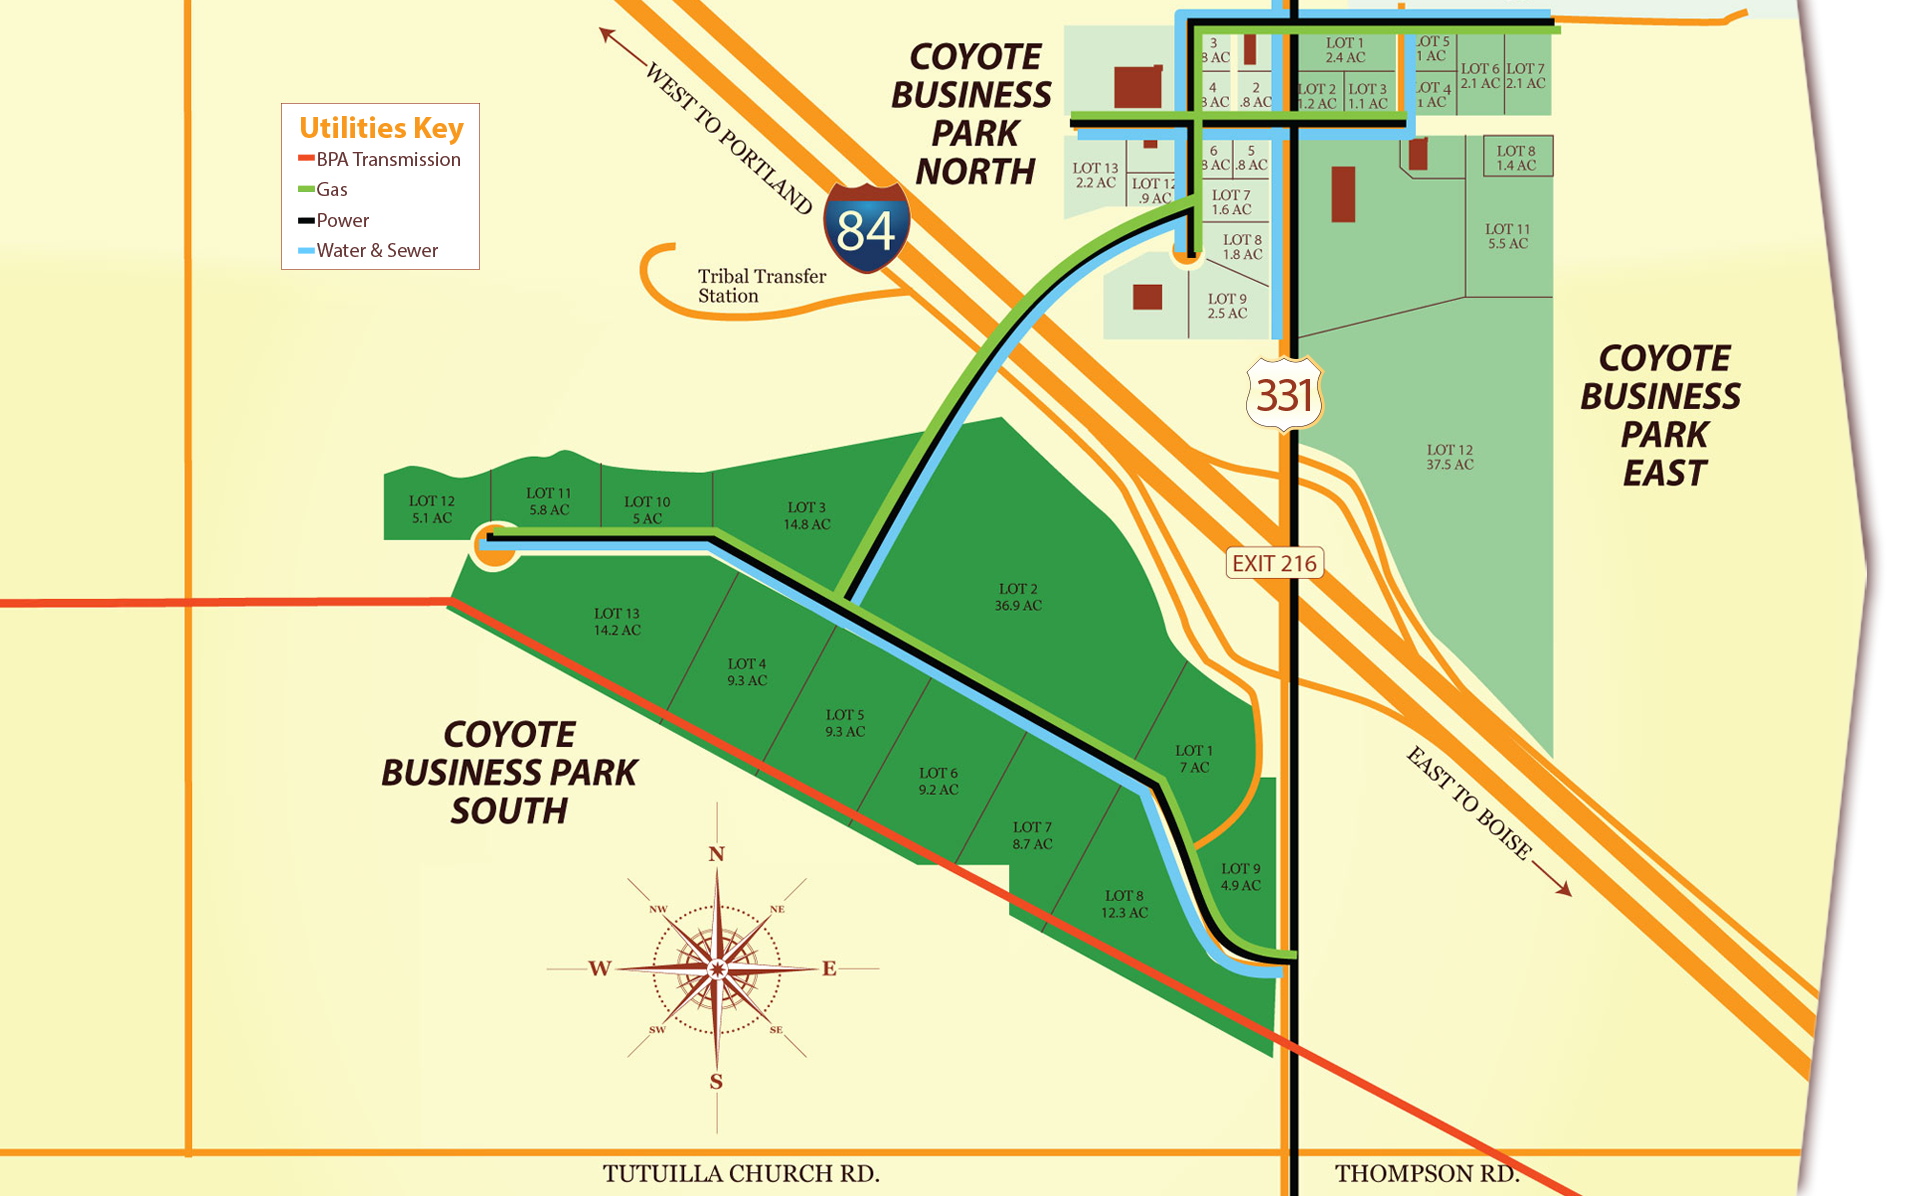 COYOTE
BUSINESS
PARK
NORTH
Utilities Key
BPA Transmission
Gas
Power
Water & Sewer
WEST TO PORTLAND
84
Tribal Transfer
Station
3
8 AC
4
8 AC
2
.8 AC
LOT 1
2.4 AC
LOT 2
1.2 AC
LOT 3
1.1 AC
LOT 5
1 AC
LOT 4
1 AC
LOT 6
2.1 AC
LOT 7
2.1 AC
LOT 13
2.2 AC
LOT 12
.9 AC
6
8 AC
5
.8 AC
LOT 7
1.6 AC
LOT 8
1.8 AC
LOT 9
2.5 AC
LOT 8
1.4 AC
LOT 11
5.5 AC
331
COYOTE
BUSINESS
PARK
EAST
LOT 12
37.5 AC
EXIT 216
LOT 12
5.1 AC
LOT 11
5.8 AC
LOT 10
5 AC
LOT 3
14.8 AC
LOT 2
36.9 AC
LOT 13
14.2 AC
LOT 4
9.3 AC
LOT 5
9.3 AC
LOT 6
9.2 AC
LOT 7
8.7 AC
LOT 8
12.3 AC
LOT 1
7 AC
LOT 9
4.9 AC
COYOTE
BUSINESS PARK
SOUTH
EAST TO BOISE
N
NW
NE
W
E
SW
SE
S
TUTUILLA CHURCH RD.
THOMPSON RD.